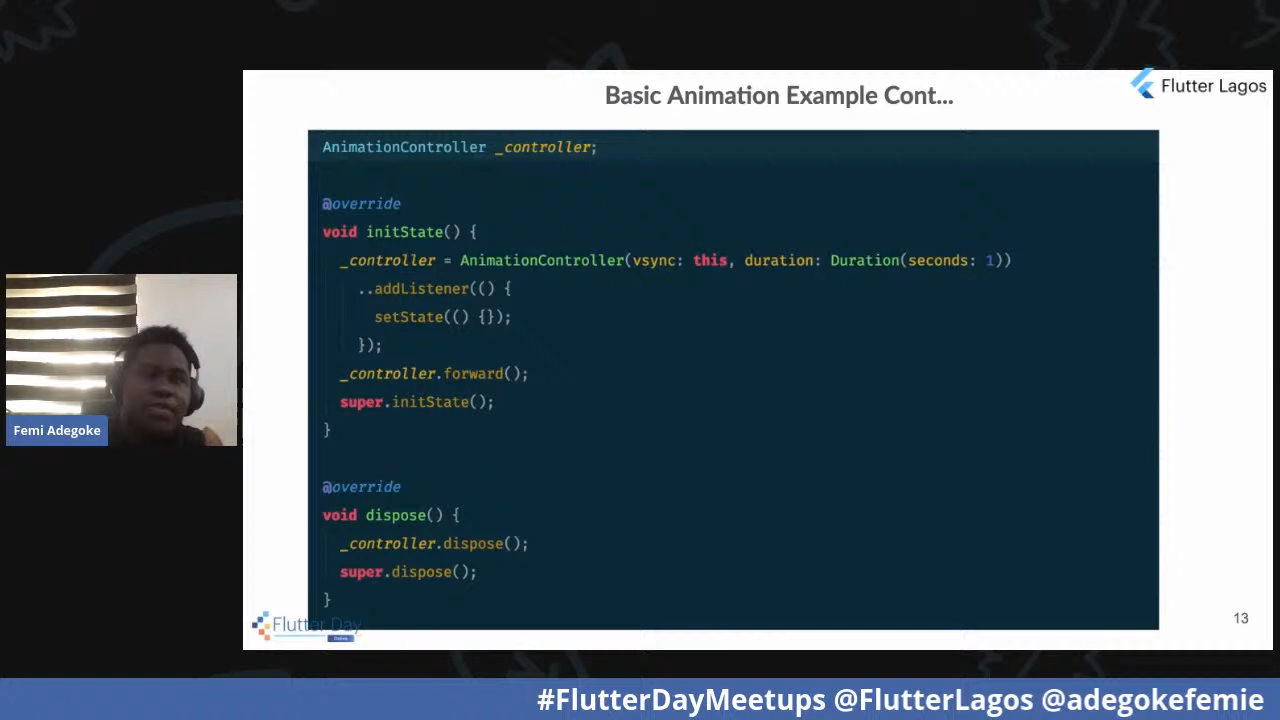 Basic Animation Example Cont...
Flutter Lagos
AnimationController _controller;
@override
void initState() {
_controller = AnimationController(vsync: this, duration: Duration(seconds: 1))
..addListener(() {
setState(() {});
});
_controller.forward();
super.initState();
}
@override
void dispose() {
_controller.dispose();
super.dispose();
}
Femi Adegoke
Flutter Day
13
#FlutterDayMeetups @FlutterLagos @adegokefemie